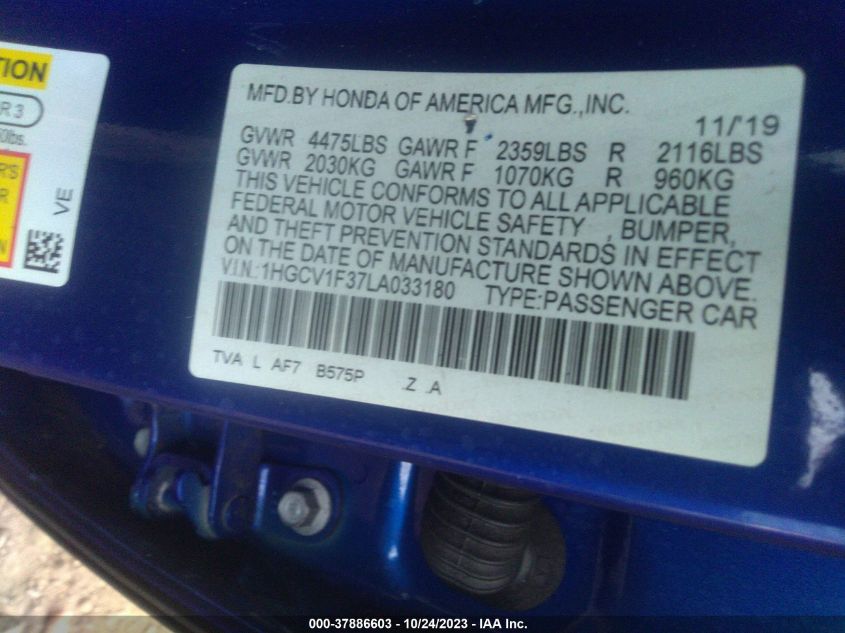 TION
R 3
0lbs.
R'S
R
N
VE
MFD.BY HONDA OF AMERICA MFG.,INC.
11/'19
GVWR 4475LBS GAWR F 2359LBS R 2116LBS
GVWR 2030KG GAWR F 1070KG R 960KG
THIS VEHICLE CONFORMS TO ALL APPLICABLE
FEDERAL MOTOR VEHICLE SAFETY , BUMPER,
AND THEFT PREVENTION STANDARDS IN EFFECT
ON THE DATE OF MANUFACTURE SHOWN ABOVE.
V.I.N.:1HGCV1F37LA033180 TYPE:PASSENGER CAR
TVA L AF7 B575P .Z .A
000-37886603 - 10/24/2023 - IAA Inc.